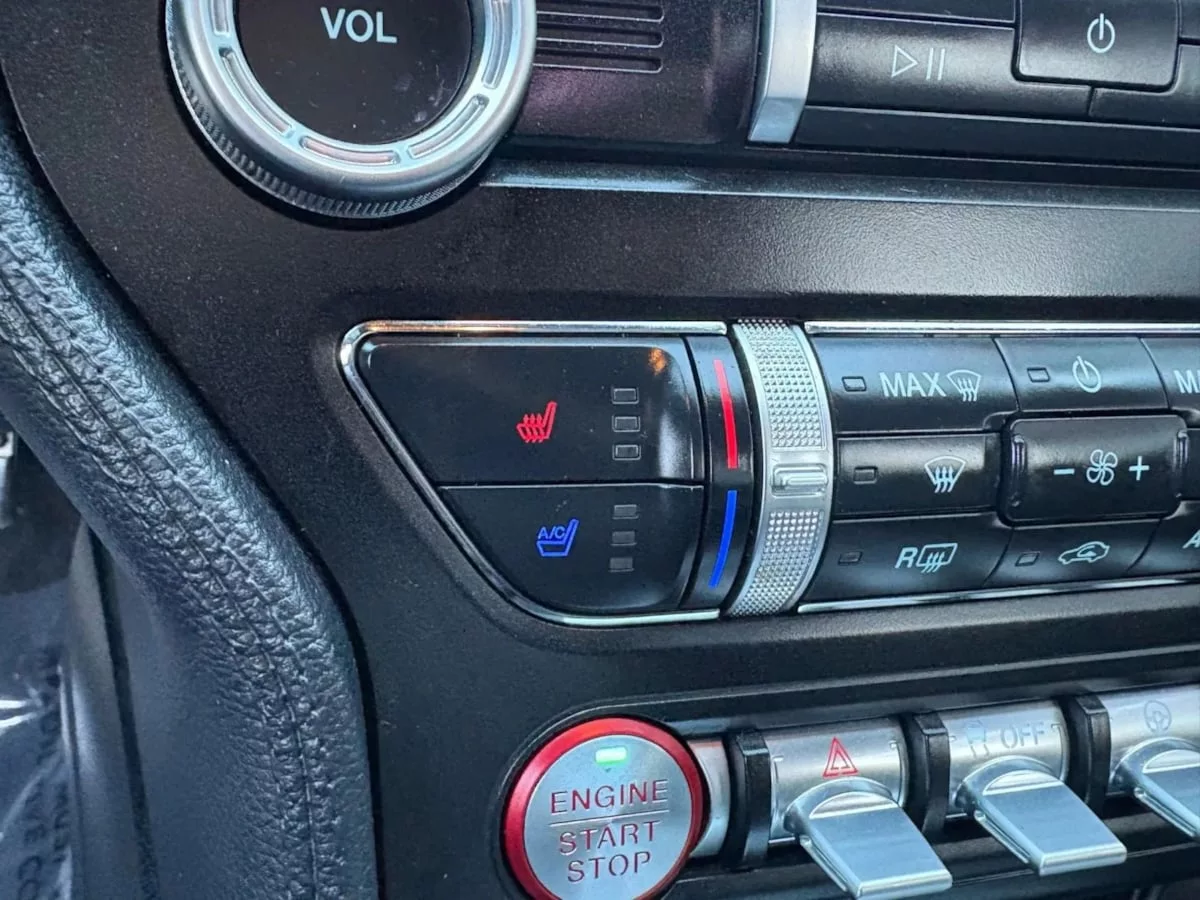 VOL
MAX
A/C
- +
R
ENGINE
START
STOP
OFF